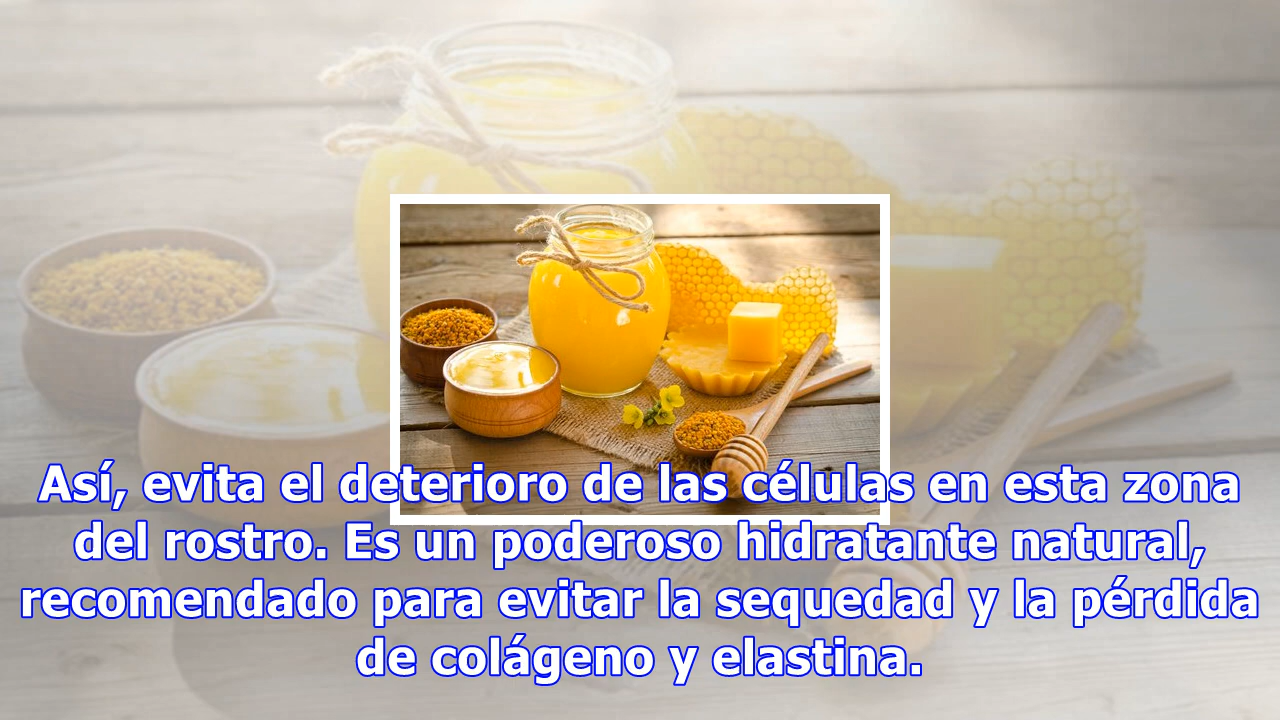 Así, evita el deterioro de las células en esta zona
del rostro. Es un poderoso hidratante natural,
recomendado para evitar la sequedad y la pérdida
de colágeno y elastina.